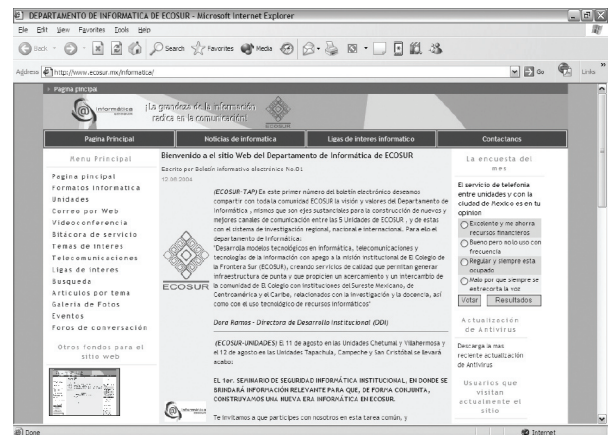 DEPARTAMENTO DE INFORMATICA DE ECOSUR - Microsoft Internet Explorer
File Edit View Favorites Tools Help
Back Search Favorites Media
Address http://www.ecosur.mx/informatica/ Go Links
Pagina principal
informática
¡La grandeza de la información
radica en la comunicación!
ECOSUR
Pagina Principal Noticias de informatica Ligas de interes informatico Contactanos
Menu Principal
Pagina pincipal
Formatos informatica
Unidades
Correo por Web
Videoconferencia
Bitácora de servicio
Temas de interes
Telecomunicaciones
Ligas de interes
Busqueda
Articulos por tema
Galeria de Fotos
Eventos
Foros de conversación
Otros fondos para el
sitio web
Bienvenido a el sitio Web del Departamento de Informática de ECOSUR
Escrito por Boletin informativo electrónico No.01
12.08.2004
(ECOSUR-TAP) En este primer número del boletín electrónico deseamos
compartir con toda la comunidad ECOSUR la visión y valores del Departamento de
Informática , mismos que son ejes sustanciales para la construcción de nuevos y
mejores canales de comunicación entre las 5 Unidades de ECOSUR , y de estas
con el sistema de investigación regional, nacional e internacional. Para ello el
departamento de Informática:
"Desarrolla modelos tecnológicos en informática, telecomunicaciones y
tecnologías de la información con apego a la misión institucional de El Colegio de
la Frontera Sur (ECOSUR), creando servicios de calidad que permitan generar
infraestructura de punta y que propicien un acercamiento y un intercambio de
la comunidad de El Colegio con Instituciones del Sureste Mexicano, de
Centroamérica y el Caribe, relacionados con la investigación y la docencia, así
como con el uso tecnológico de recursos informáticos"
ECOSUR
Dora Ramos - Directora de Desarrollo Institucional (DDI)
(ECOSUR-UNIDADES) El 11 de agosto en las Unidades Chetumal y Villahermosa y
el 12 de agosto en las Unidades Tapachula, Campeche y San Cristóbal se llevará
acabo:
EL 1er. SEMINARIO DE SEGURIDAD INFORMÁTICA INSTITUCIONAL, EN DONDE SE
BRINDARÁ INFORMACIÓN RELEVANTE PARA QUE, DE FORMA CONJUNTA,
CONSTRUYAMOS UNA NUEVA ERA INFORMÁTICA EN ECOSUR.
Te invitamos a que participes con nosotros en esta tarea común, y
La encuesta del
mes
El servicio de telefonia
entre unidades y con la
ciudad de Mexico es en tu
opinion
Excelente y me ahorra
recursos financieros
Bueno pero no lo uso con
frecuencia
Regular y siempre esta
ocupado
Malo por que siempre se
entrecorta la voz
Votar Resultados
Actualización
de Antivirus
Descarga la mas
reciente actualización
de Antivirus
Usuarios que
visitan
actualmente el
sitio
Done Internet